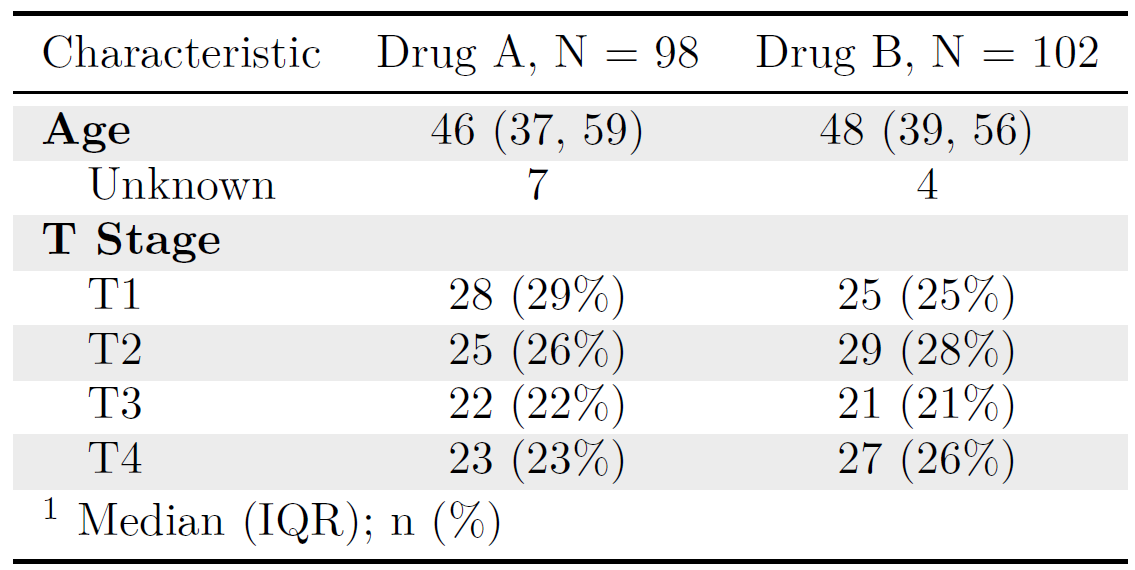 Characteristic Drug A, N = 98 Drug B, N = 102
Age 46 (37, 59) 48 (39, 56)
Unknown 7 4
T Stage
T1 28 (29%) 25 (25%)
T2 25 (26%) 29 (28%)
T3 22 (22%) 21 (21%)
T4 23 (23%) 27 (26%)
1 Median (IQR); n (%)